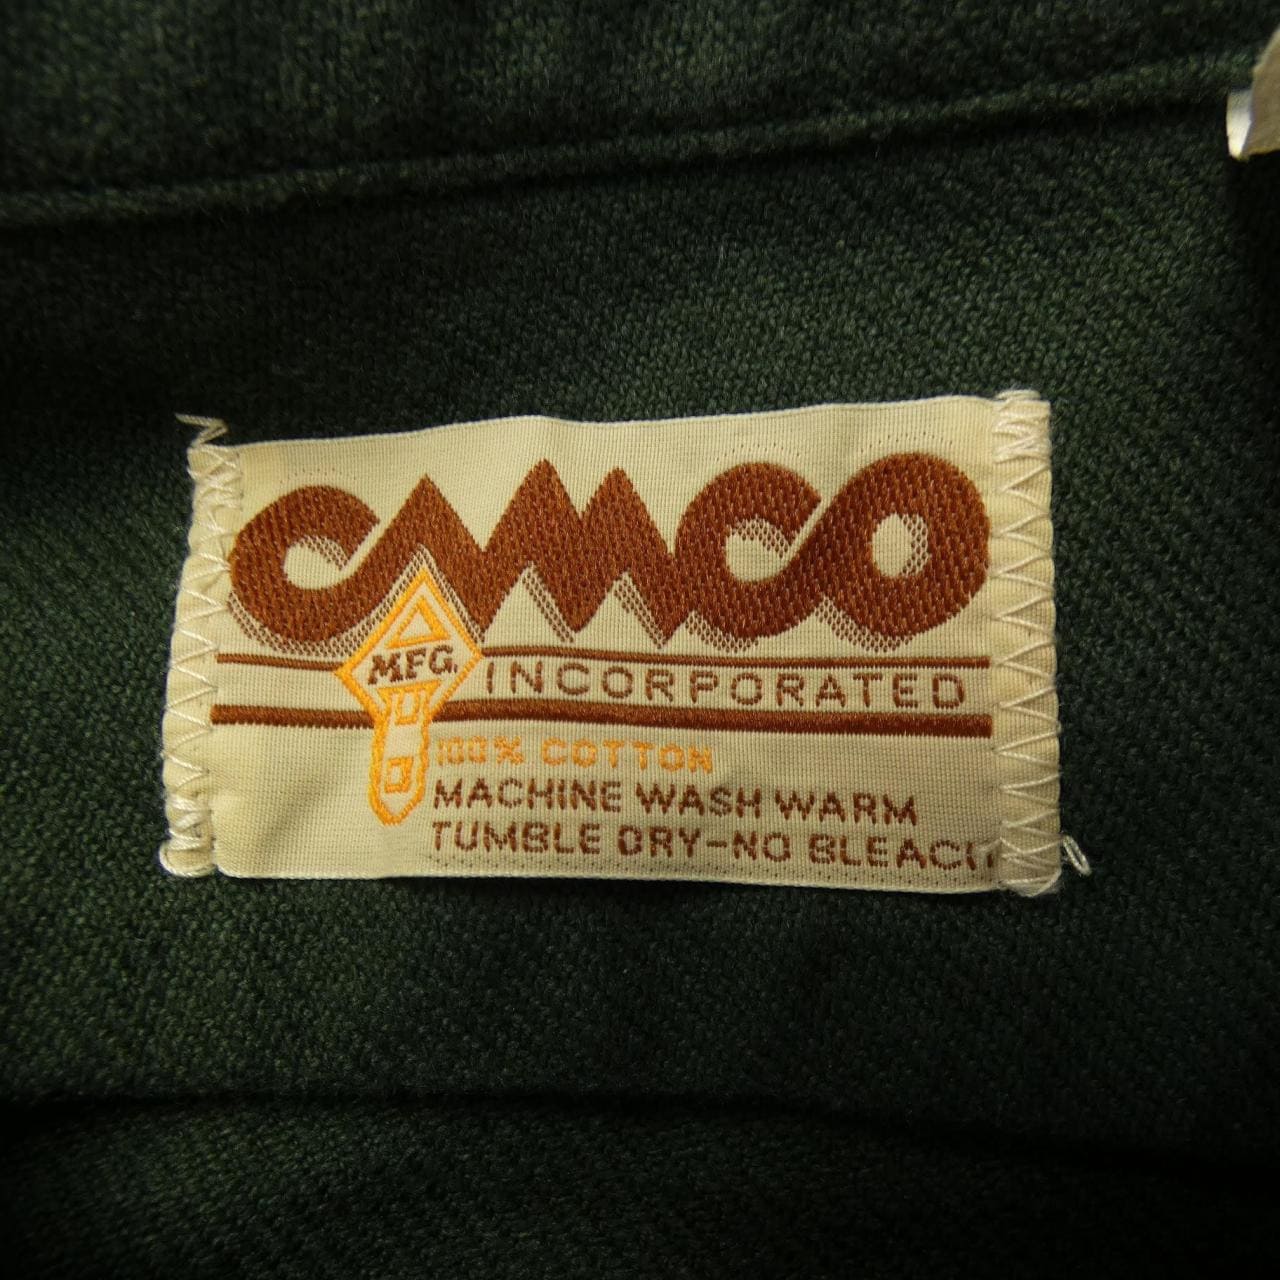 CAMCO
MFG. INCORPORATED
100% COTTON
MACHINE WASH WARM
TUMBLE DRY-NO BLEACH